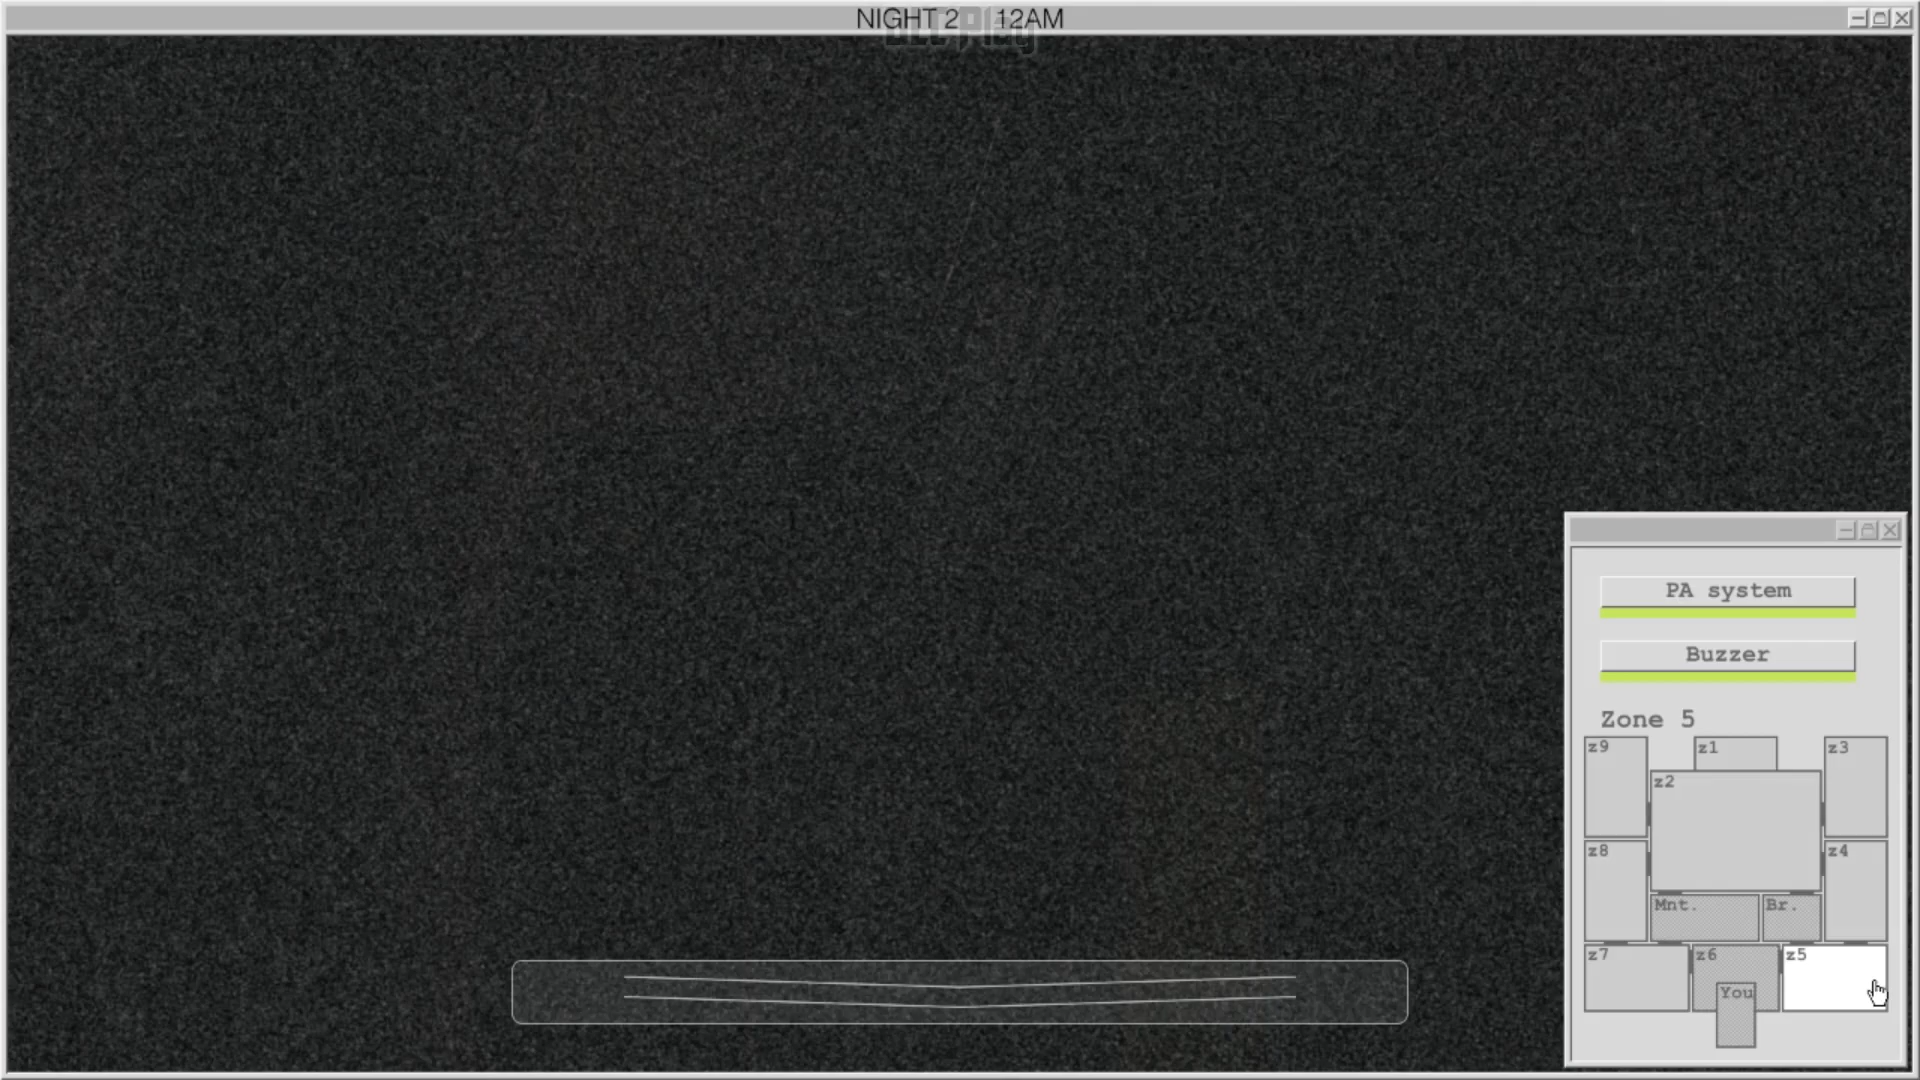 NIGHT 2 12AM
PA system
Buzzer
Zone 5
z9
z1
z3
z2
z8
z4
Mnt.
Br.
z7
z6
z5
You